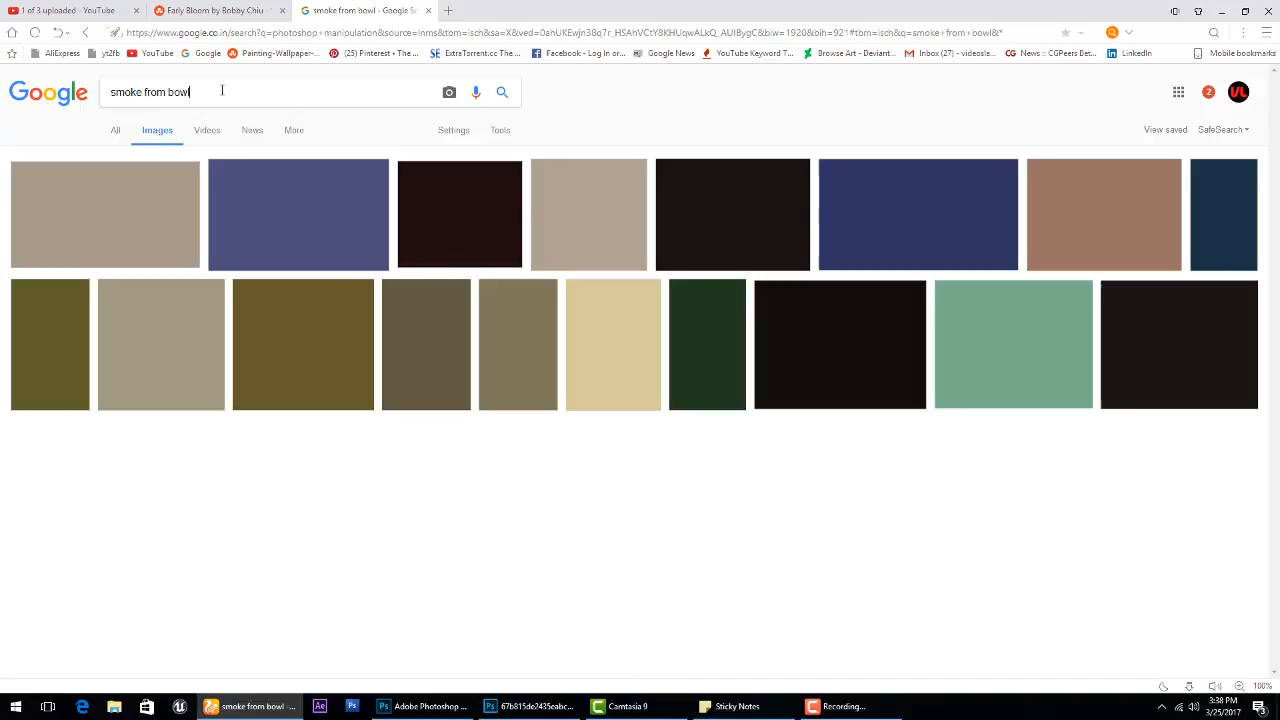 1 of 3 uploaded - YouTube
Early Bloom by Bobby Chiu -
smoke from bowl - Google Se
https://www.google.co.in/search?q=photoshop+manipulation&source=lnms&tbm=isch&sa=X&ved=0ahUKEwjn38q7r_HSAhVCtY8KHUqwALkQ_AUIBygC&biw=1920&bih=921#tbm=isch&q=smoke+from+bowl&*
AliExpress
yt2fb
YouTube
Google
Painting-Wallpaper-...
(25) Pinterest • The...
ExtraTorrent.cc The ...
Facebook - Log In or...
Google News
YouTube Keyword T...
Browse Art - Deviant...
Inbox (27) - videosla...
CG News :: CGPeers Bet...
LinkedIn
Mobile bookmarks
Google
smoke from bowl
2
All
Images
Videos
News
More
Settings
Tools
View saved
SafeSearch
100%
smoke from bowl -...
Adobe Photoshop ...
67b815de2435eabc...
Camtasia 9
Sticky Notes
Recording...
3:38 PM
3/25/2017